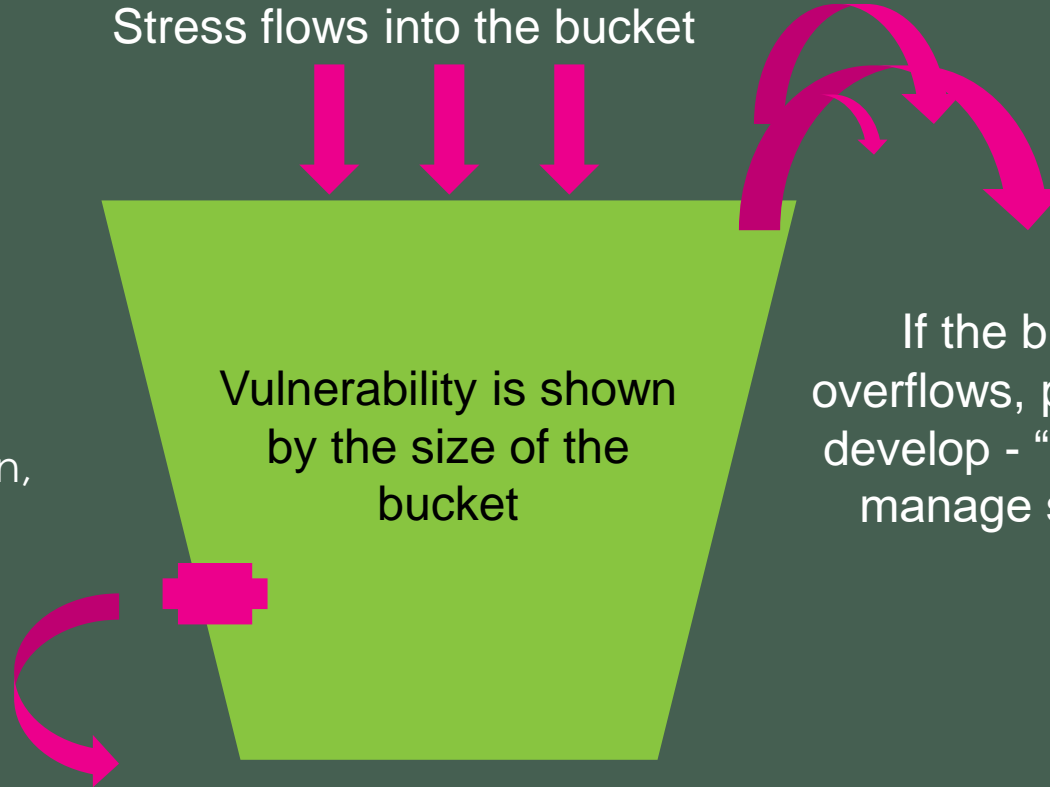 Stress flows into the bucket
Vulnerability is shown
by the size of the
bucket
If the
overflows,
develop - “
manage